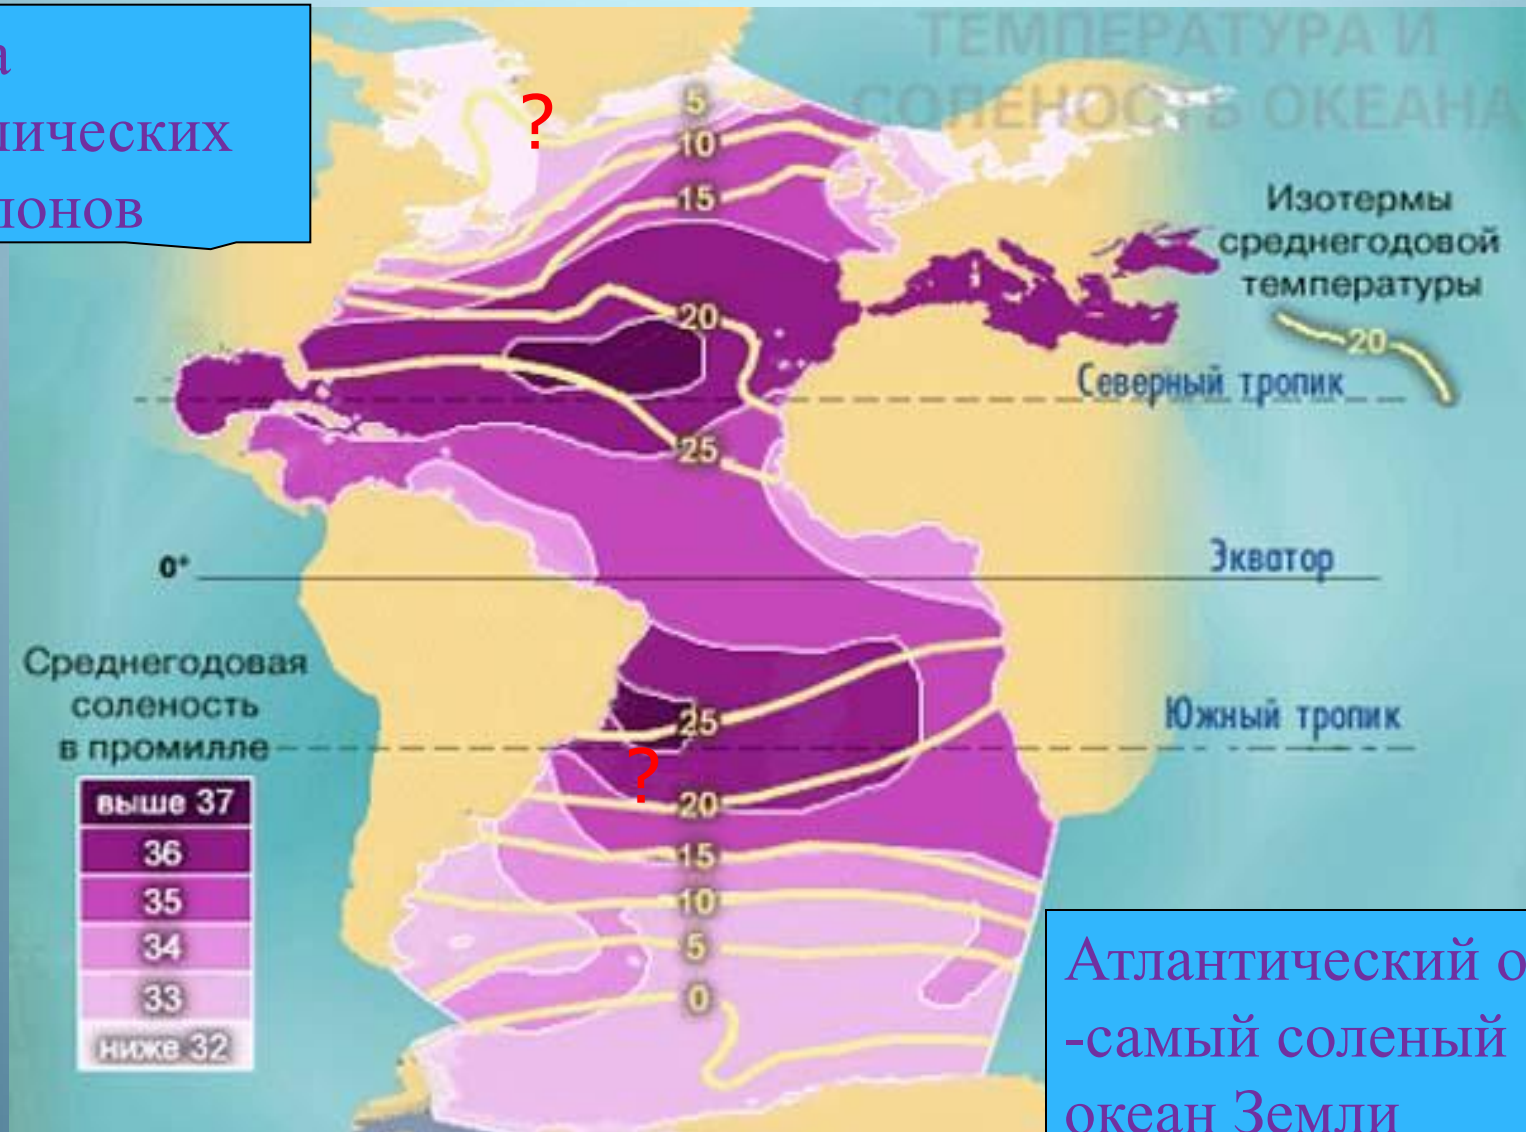 а
нических
лонов
ТЕМПЕРАТУРА И
СОЛЕНОСТЬ ОКЕАНА
?
5
10
15
20
25
Изотермы
среднегодовой
температуры
20
Северный тропик
0°
Экватор
Среднегодовая
соленость
в промилле
Южный тропик
выше 37
36
35
34
33
ниже 32
25
?
20
15
10
5
0
Атлантический о
-самый соленый
океан Земли